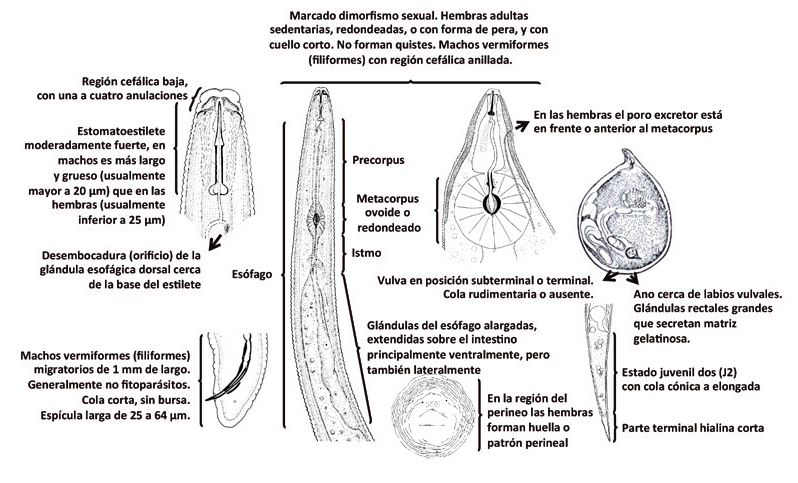 Marcado dimorfismo sexual. Hembras adultas
sedentarias, redondeadas, o con forma de pera, y con
cuello corto. No forman quistes. Machos vermiformes
(filiformes) con región cefálica anillada.
Región cefálica baja,
con una a cuatro anulaciones
Estomatoestilete
moderadamente fuerte, en
machos es más largo
y grueso (usualmente
mayor a 20 µm) que en las
hembras (usualmente
inferior a 25 µm)
Desembocadura (orificio) de la
glándula esofágica dorsal cerca
de la base del estilete
Esófago
Precorpus
Metacorpus
ovoide o
redondeado
Istmo
En las hembras el poro excretor está
en frente o anterior al metacorpus
Vulva en posición subterminal o terminal.
Cola rudimentaria o ausente.
Ano cerca de labios vulvales.
Glándulas rectales grandes
que secretan matriz
gelatinosa.
Glándulas del esófago alargadas,
extendidas sobre el intestino
principalmente ventralmente, pero
también lateralmente
Machos vermiformes (filiformes)
migratorios de 1 mm de largo.
Generalmente no fitoparásitos.
Cola corta, sin bursa.
Espícula larga de 25 a 64 µm.
En la región del
perineo las hembras
forman huella o
patrón perineal
Estado juvenil dos (J2)
con cola cónica a elongada
Parte terminal hialina corta